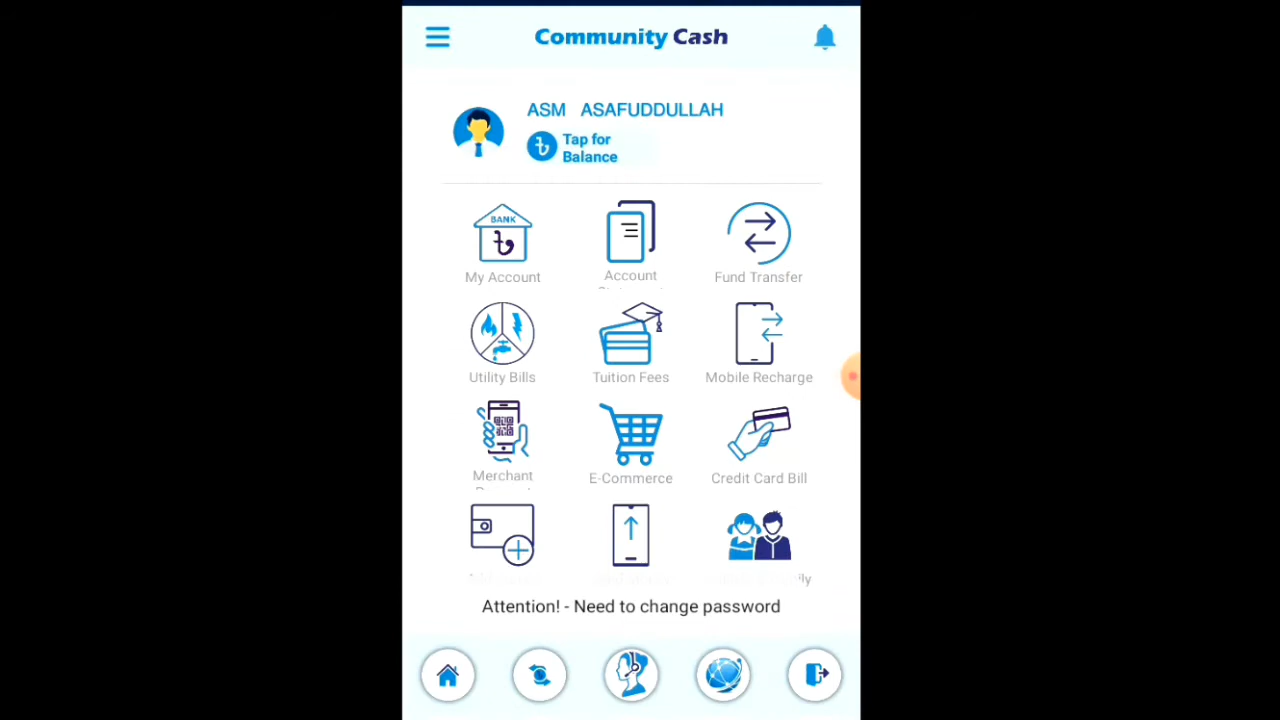 Community Cash
ASM ASAFUDDULLAH
Tap for
Balance
BANK
My Account
Account
Fund Transfer
Utility Bills
Tuition Fees
Mobile Recharge
Merchant
E-Commerce
Credit Card Bill
Attention! - Need to change password